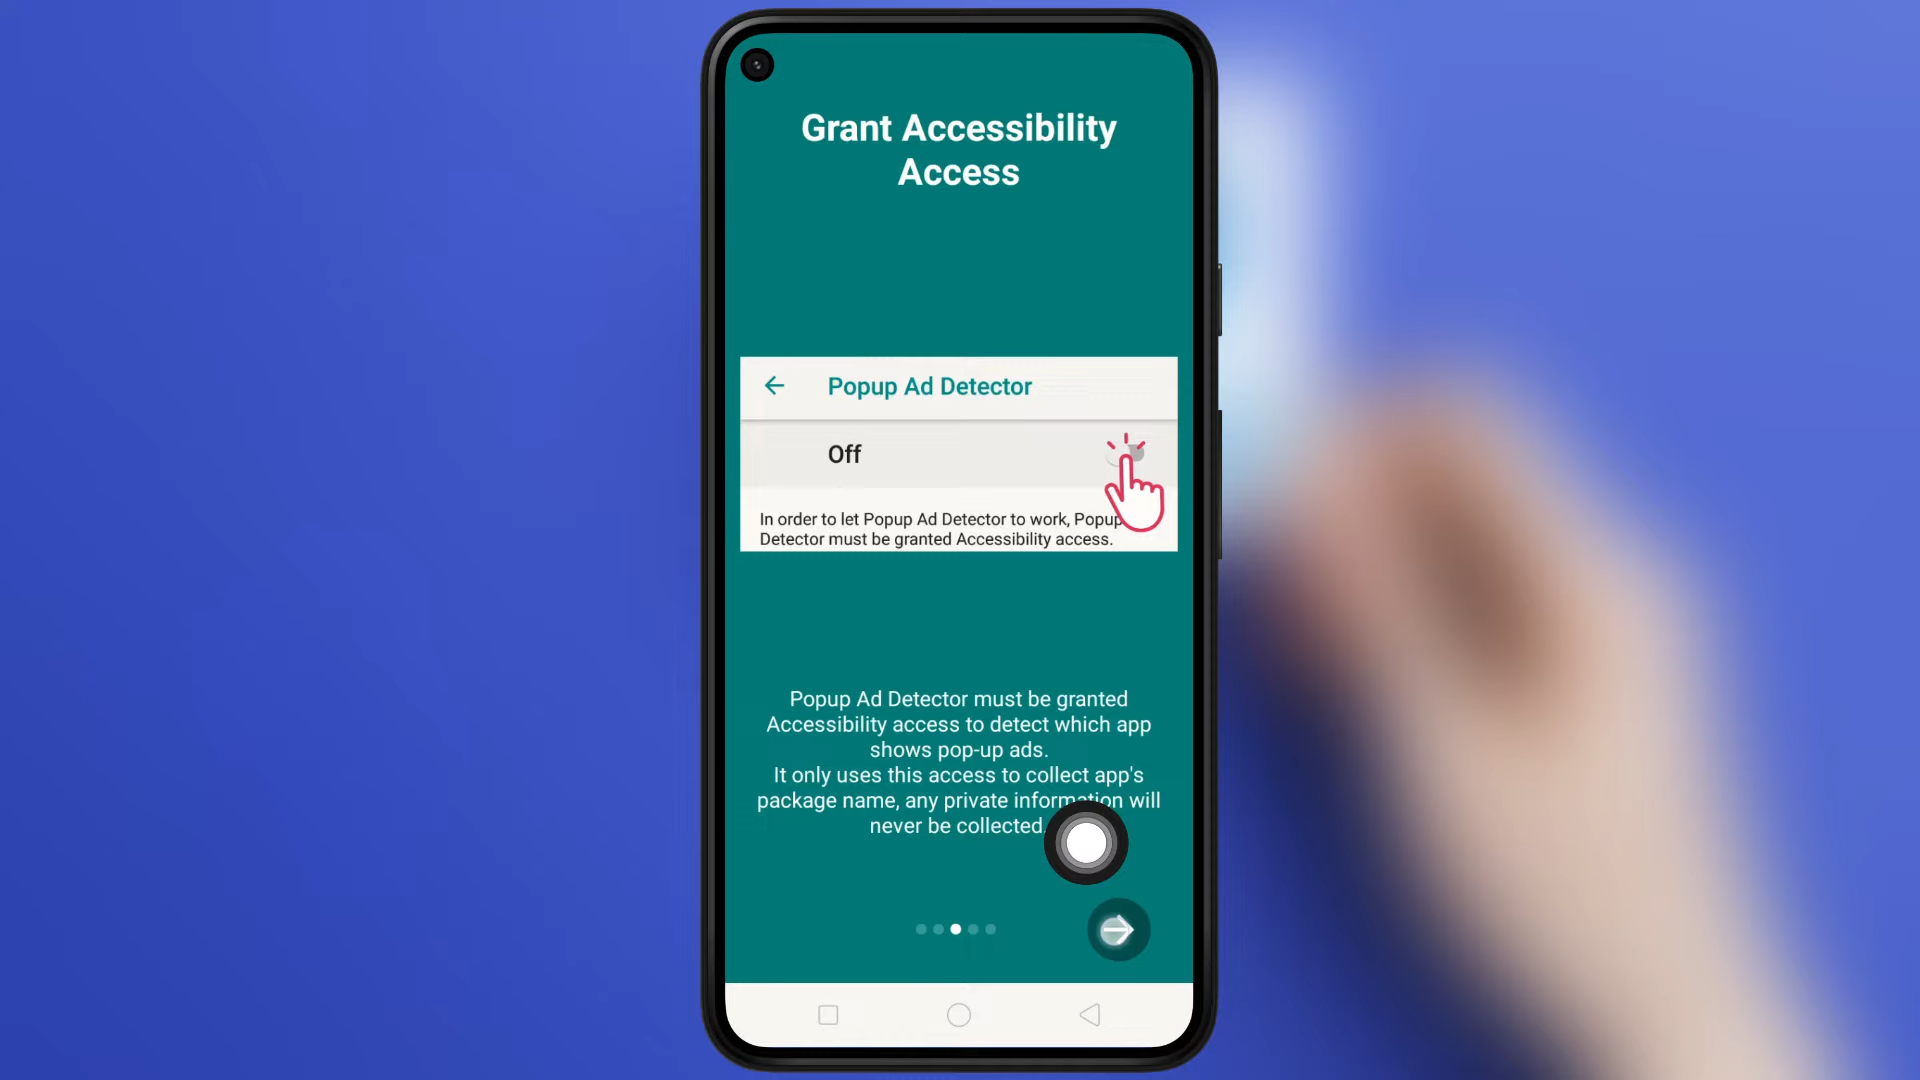 Grant Accessibility
Access
Popup Ad Detector
Off
In order to let Popup Ad Detector to work, Popup
Detector must be granted Accessibility access.
Popup Ad Detector must be granted
Accessibility access to detect which app
shows pop-up ads.
It only uses this access to collect app's
package name, any private information will
never be collected.